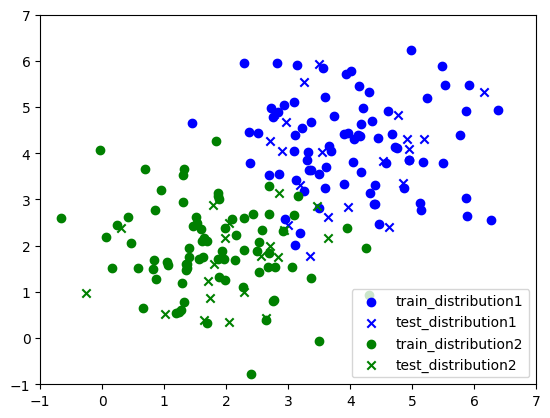 7
6
5
4
3
2
1
0
−1
−1 0 1 2 3 4 5 6 7
train_distribution1
test_distribution1
train_distribution2
test_distribution2